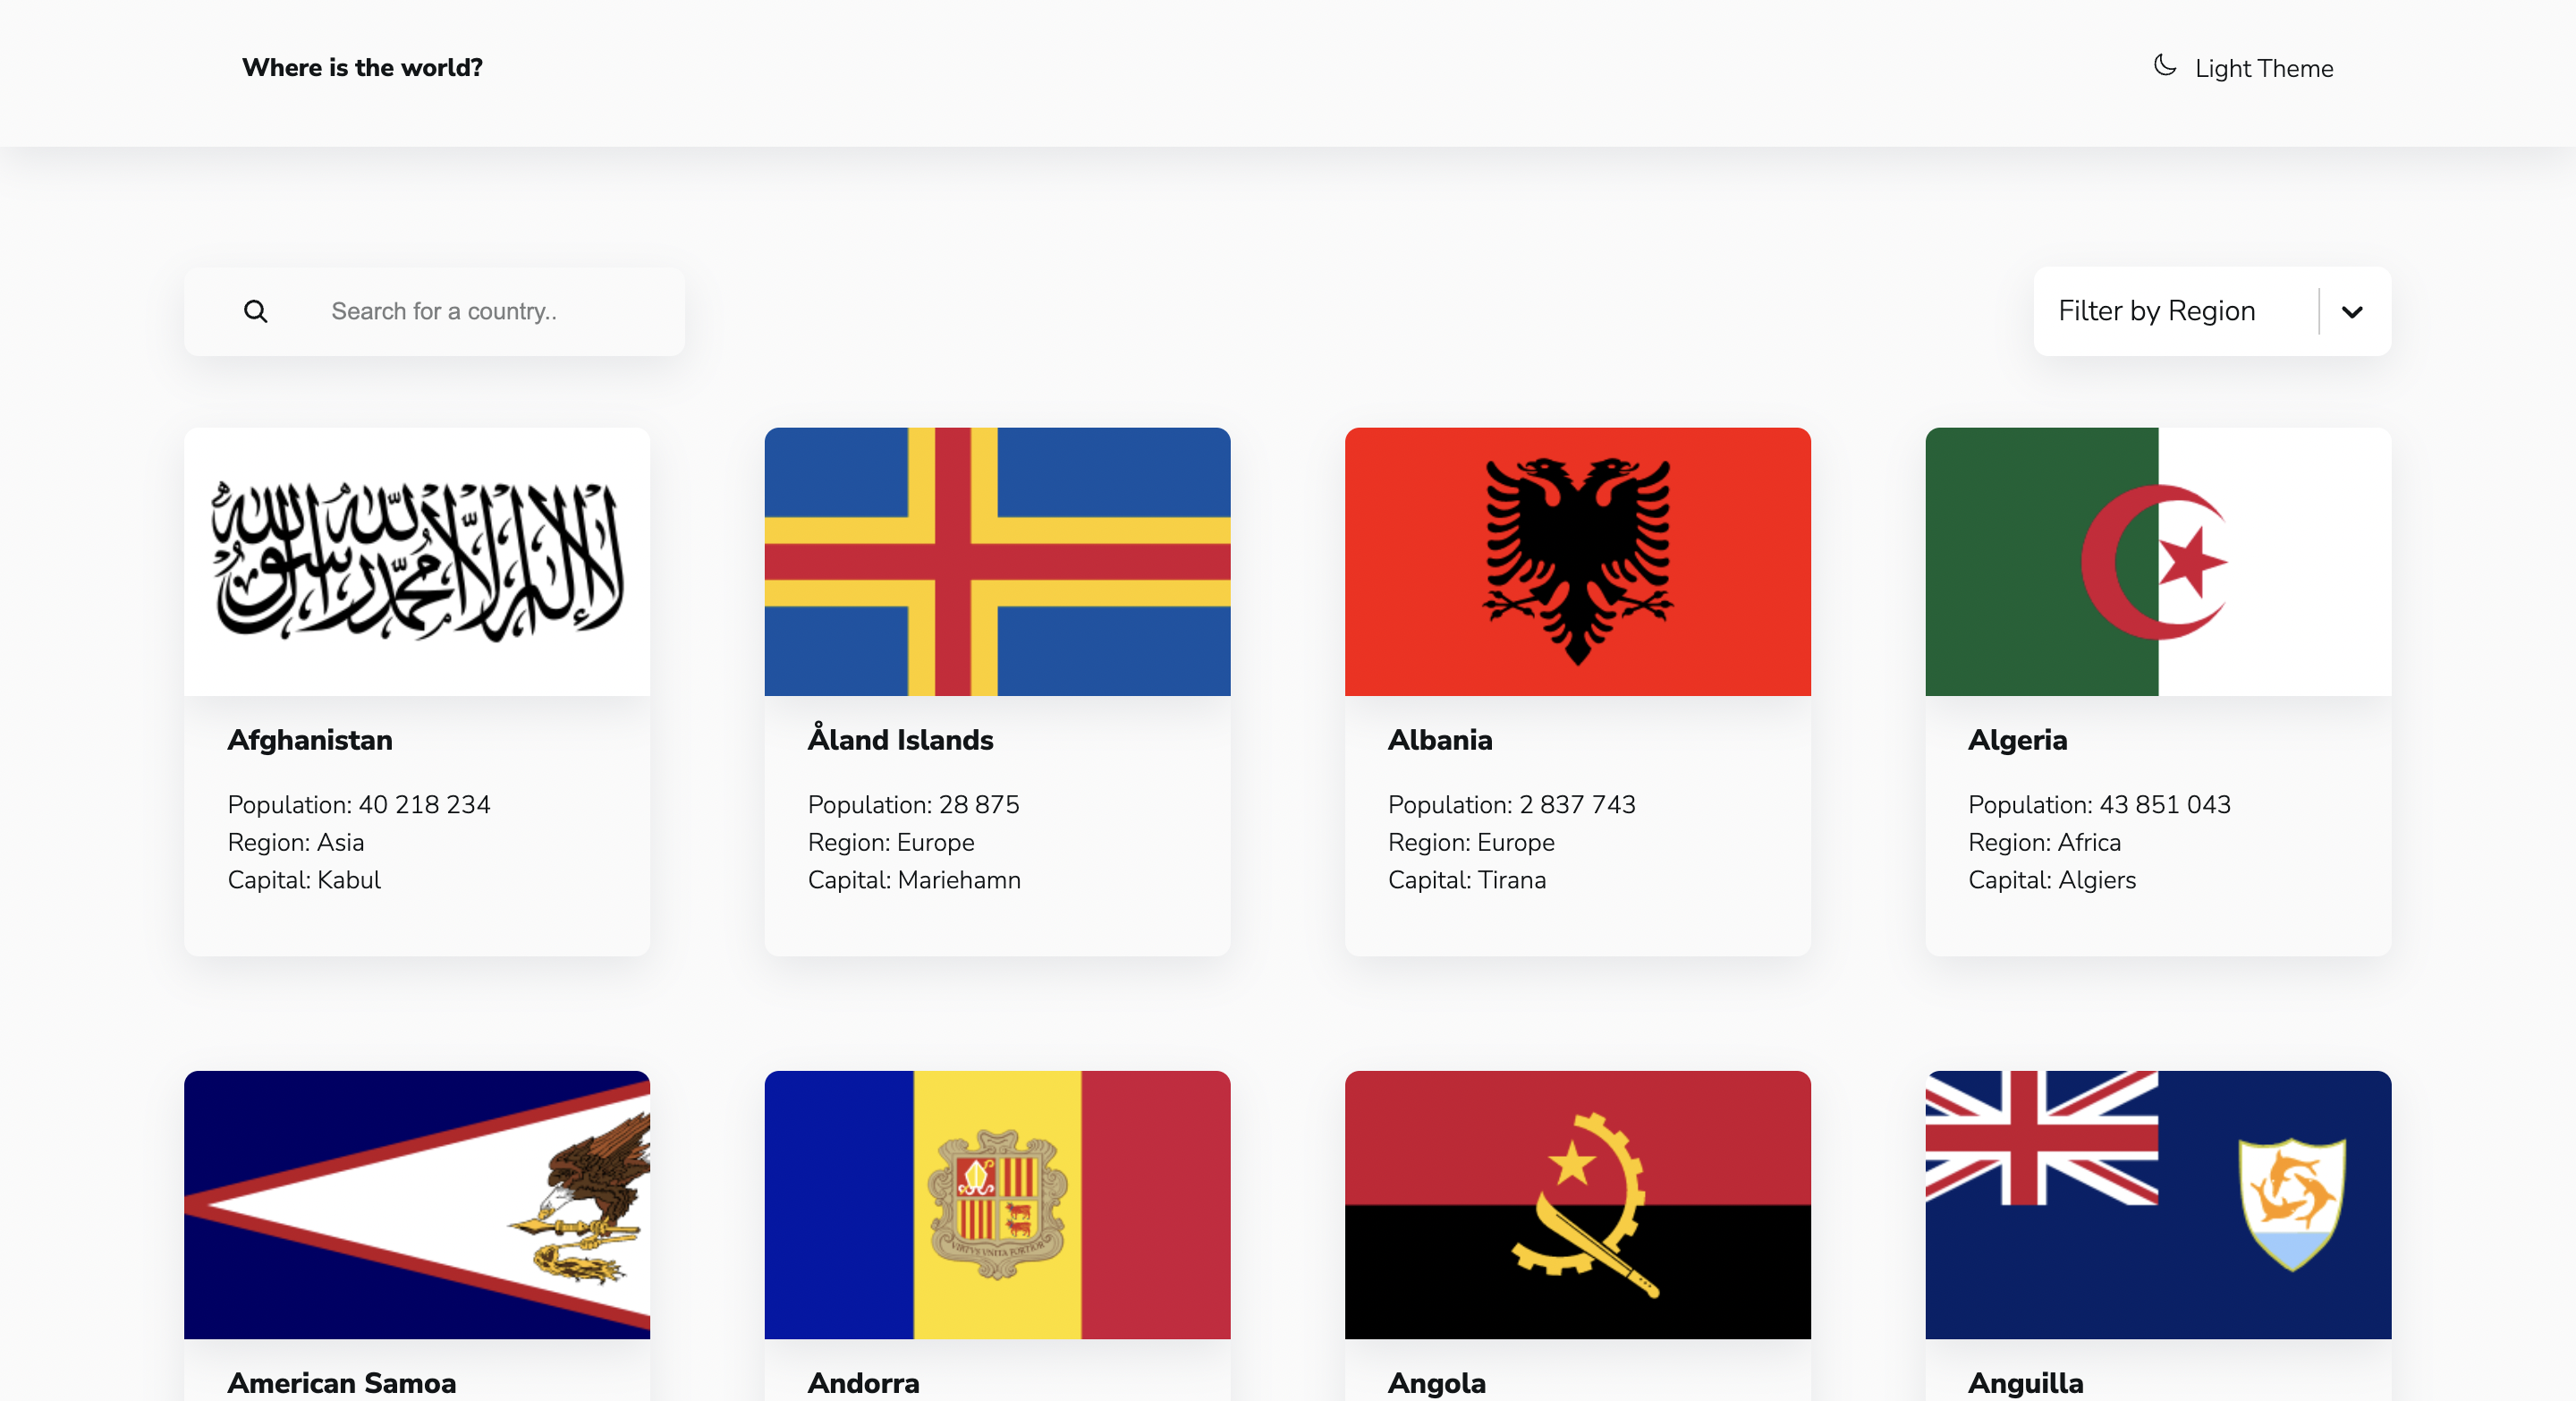 Where is the world?
Light Theme
Search for a country..
Filter by Region
لا إله إلا الله محمد رسول الله
Afghanistan
Population: 40 218 234
Region: Asia
Capital: Kabul
Åland Islands
Population: 28 875
Region: Europe
Capital: Mariehamn
Albania
Population: 2 837 743
Region: Europe
Capital: Tirana
Algeria
Population: 43 851 043
Region: Africa
Capital: Algiers
VIRTVS VNITA FORTIOR
American Samoa
Andorra
Angola
Anguilla